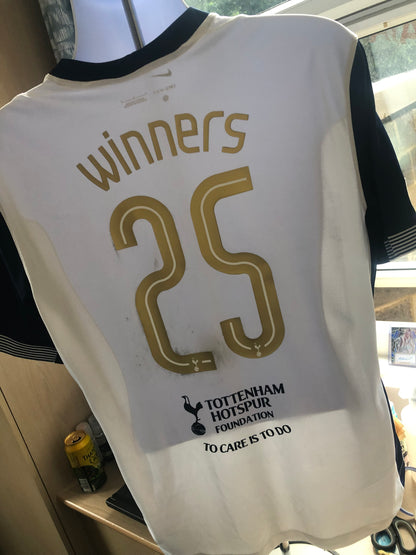 winners
25
TOTTENHAM
HOTSPUR
FOUNDATION
TO CARE IS TO DO